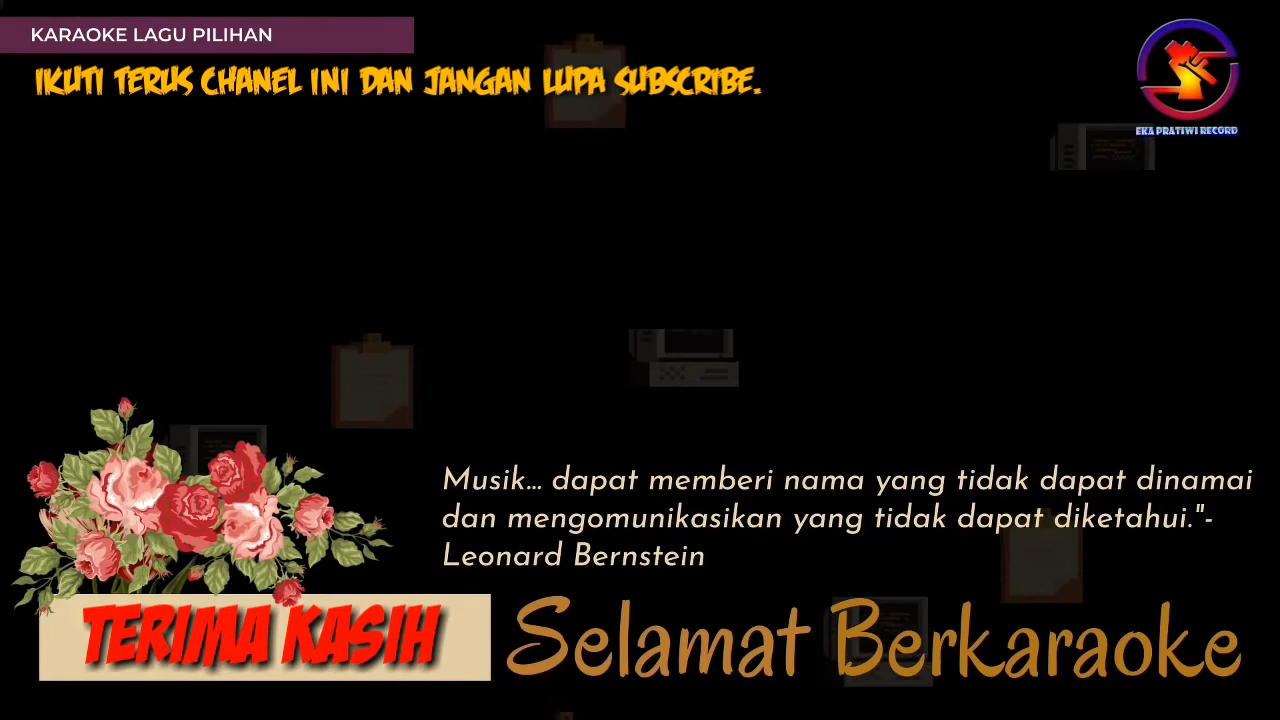 KARAOKE LAGU PILIHAN
IKUTI TERUS CHANEL INI DAN JANGAN LUPA SUBSCRIBE.
EKA PRATIWI RECORD
Musik... dapat memberi nama yang tidak dapat dinamai
dan mengomunikasikan yang tidak dapat diketahui."-
Leonard Bernstein
TERIMA KASIH
Selamat Berkaraoke